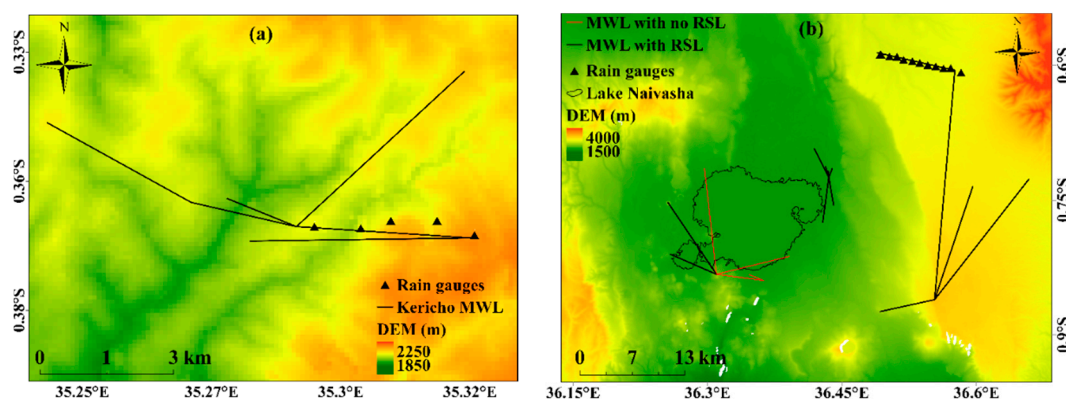 (a)
N
0.33°S
0.36°S
0.38°S
Rain gauges
Kericho MWL
DEM (m)
2250
1850
0 1 3 km
35.25°E 35.27°E 35.3°E 35.32°E
(b)
MWL with no RSL
MWL with RSL
Rain gauges
Lake Naivasha
DEM (m)
4000
1500
N
0.6°S
0.75°S
0.9°S
0 7 13 km
36.15°E 36.3°E 36.45°E 36.6°E